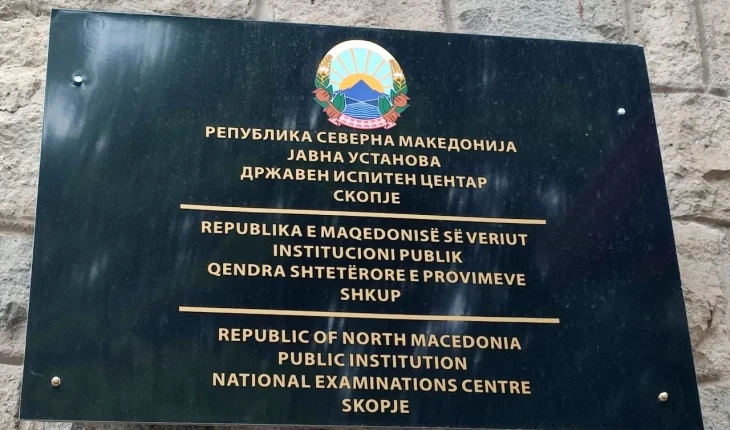 РЕПУБЛИКА СЕВЕРНА МАКЕДОНИЈА
ЈАВНА УСТАНОВА
ДРЖАВЕН ИСПИТЕН ЦЕНТАР
СКОПЈЕ
REPUBLIKA E MAQEDONISË SË VERIUT
INSTITUCIONI PUBLIK
QENDRA SHTETËRORE E PROVIMEVE
SHKUP
REPUBLIC OF NORTH MACEDONIA
PUBLIC INSTITUTION
NATIONAL EXAMINATIONS CENTRE
SKOPJE